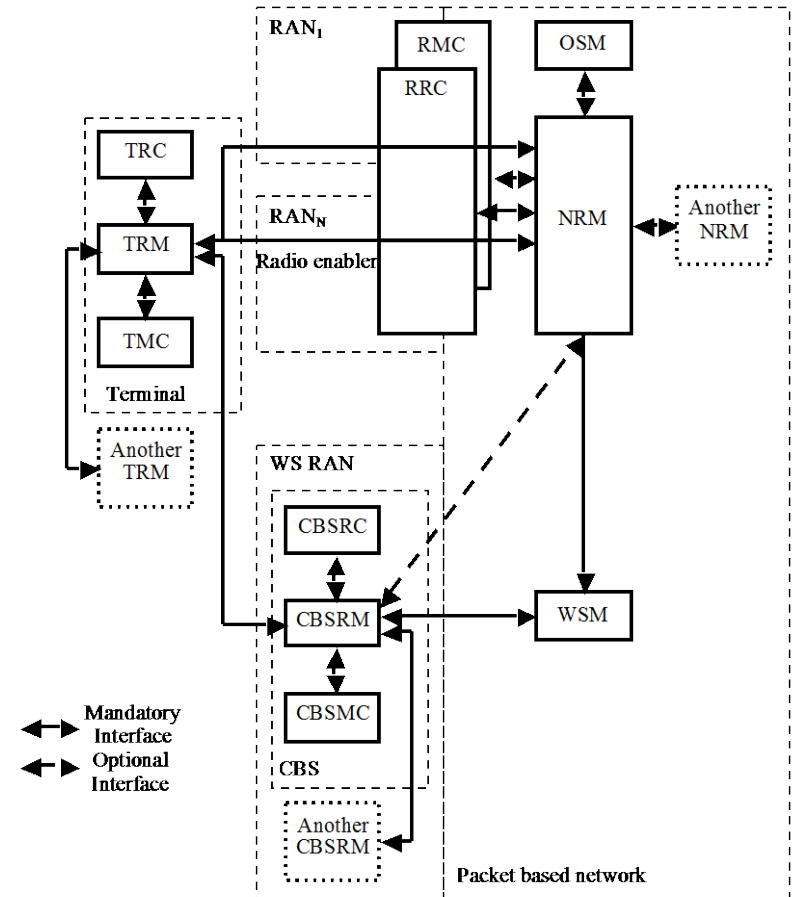 RAN1
RMC
OSM
RRC
TRC
TRM
TMC
Terminal
RANN
Radio enabler
NRM
Another
NRM
Another
TRM
WS RAN
CBSRC
CBSRM
CBSMC
CBS
WSM
Mandatory
Interface
Optional
Interface
Another
CBSRM
Packet based network